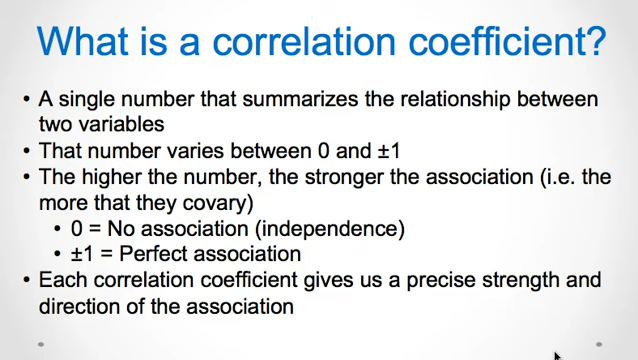 What is a correlation coefficient?
• A single number that summarizes the relationship between
two variables
• That number varies between 0 and ±1
• The higher the number, the stronger the association (i.e. the
more that they covary)
• 0 = No association (independence)
• ±1 = Perfect association
• Each correlation coefficient gives us a precise strength and
direction of the association